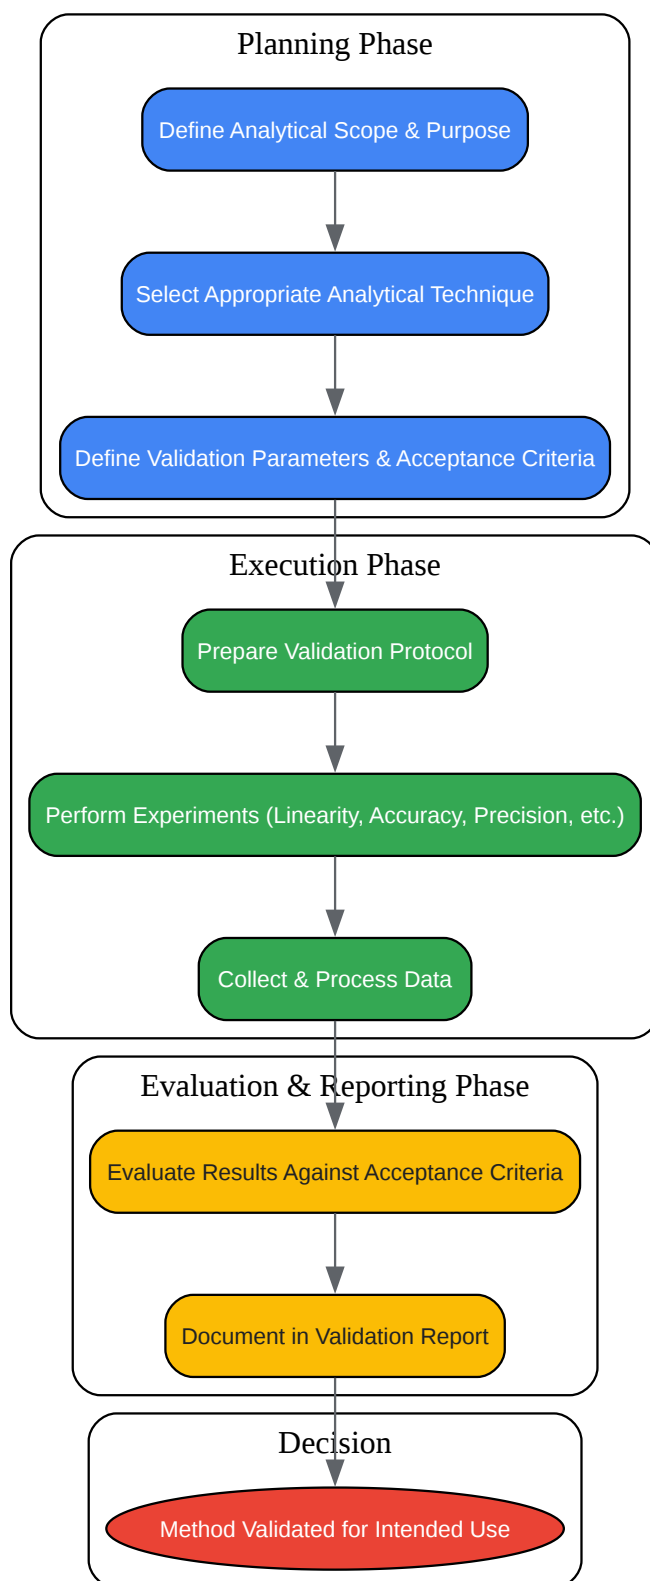 Planning Phase
Define Analytical Scope & Purpose
Select Appropriate Analytical Technique
Define Validation Parameters & Acceptance Criteria
Execution Phase
Prepare Validation Protocol
Perform Experiments (Linearity, Accuracy, Precision, etc.)
Collect & Process Data
Evaluation & Reporting Phase
Evaluate Results Against Acceptance Criteria
Document in Validation Report
Decision
Method Validated for Intended Use